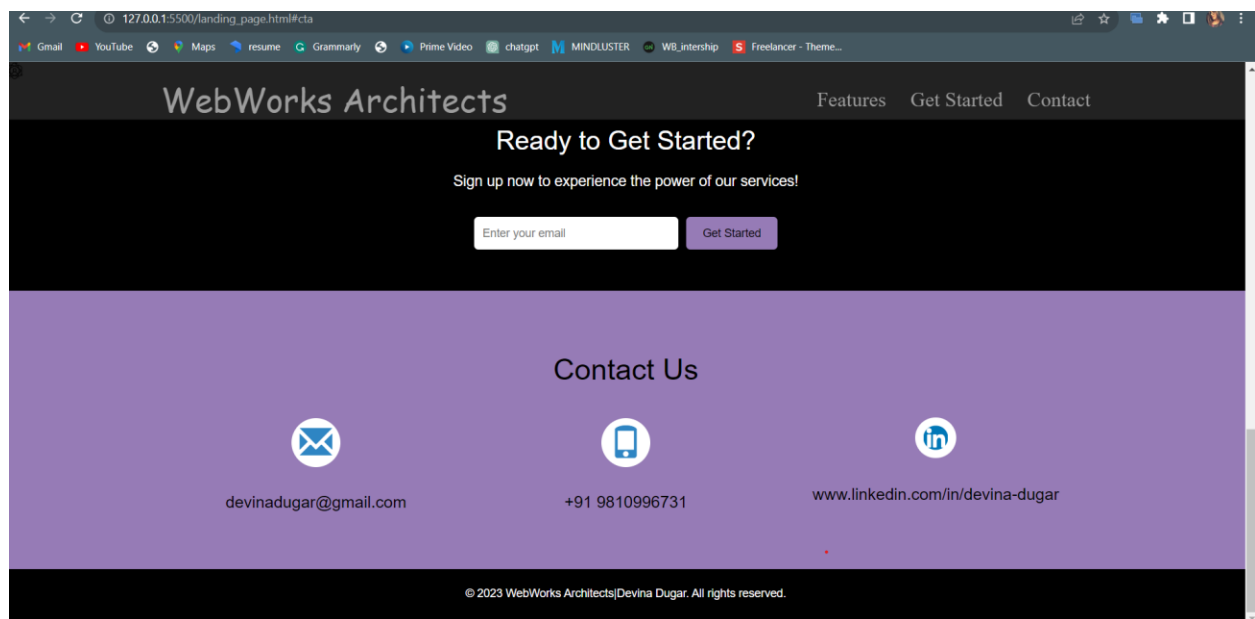 127.0.0.1:5500/landing_page.html#cta
Gmail YouTube Maps resume Grammarly Prime Video chatgpt MINDLUSTER WB_intership Freelancer - Theme...
WebWorks Architects Features Get Started Contact
Ready to Get Started?
Sign up now to experience the power of our services!
Enter your email Get Started
Contact Us
devinadugar@gmail.com +91 9810996731 www.linkedin.com/in/devina-dugar
© 2023 WebWorks Architects|Devina Dugar. All rights reserved.